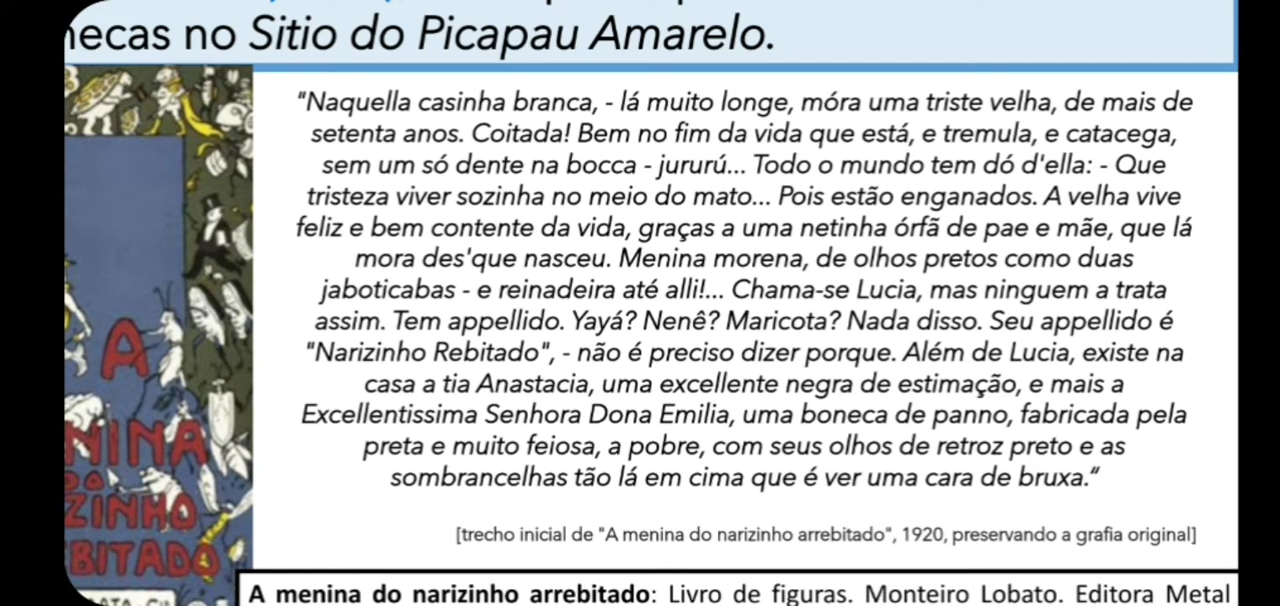 no Sitio do Picapau Amarelo.
"Naquella casinha branca, - lá muito longe, móra uma triste velha, de mais de
setenta anos. Coitada! Bem no fim da vida que está, e tremula, e catacega,
sem um só dente na bocca - jururú... Todo o mundo tem dó d'ella: - Que
tristeza viver sozinha no meio do mato... Pois estão enganados. A velha vive
feliz e bem contente da vida, graças a uma netinha órfã de pae e mãe, que lá
mora des'que nasceu. Menina morena, de olhos pretos como duas
jaboticabas - e reinadeira até alli!... Chama-se Lucia, mas ninguem a trata
assim. Tem appellido. Yayá? Nenê? Maricota? Nada disso. Seu appellido é
"Narizinho Rebitado", - não é preciso dizer porque. Além de Lucia, existe na
casa a tia Anastacia, uma excellente negra de estimação, e mais a
Excellentissima Senhora Dona Emilia, uma boneca de panno, fabricada pela
preta e muito feiosa, a pobre, com seus olhos de retroz preto e as
sombrancelhas tão lá em cima que é ver uma cara de bruxa.“
[trecho inicial de "A menina do narizinho arrebitado", 1920, preservando a grafia original]
A menina do narizinho arrebitado: Livro de figuras. Monteiro Lobato. Editora Metal
A